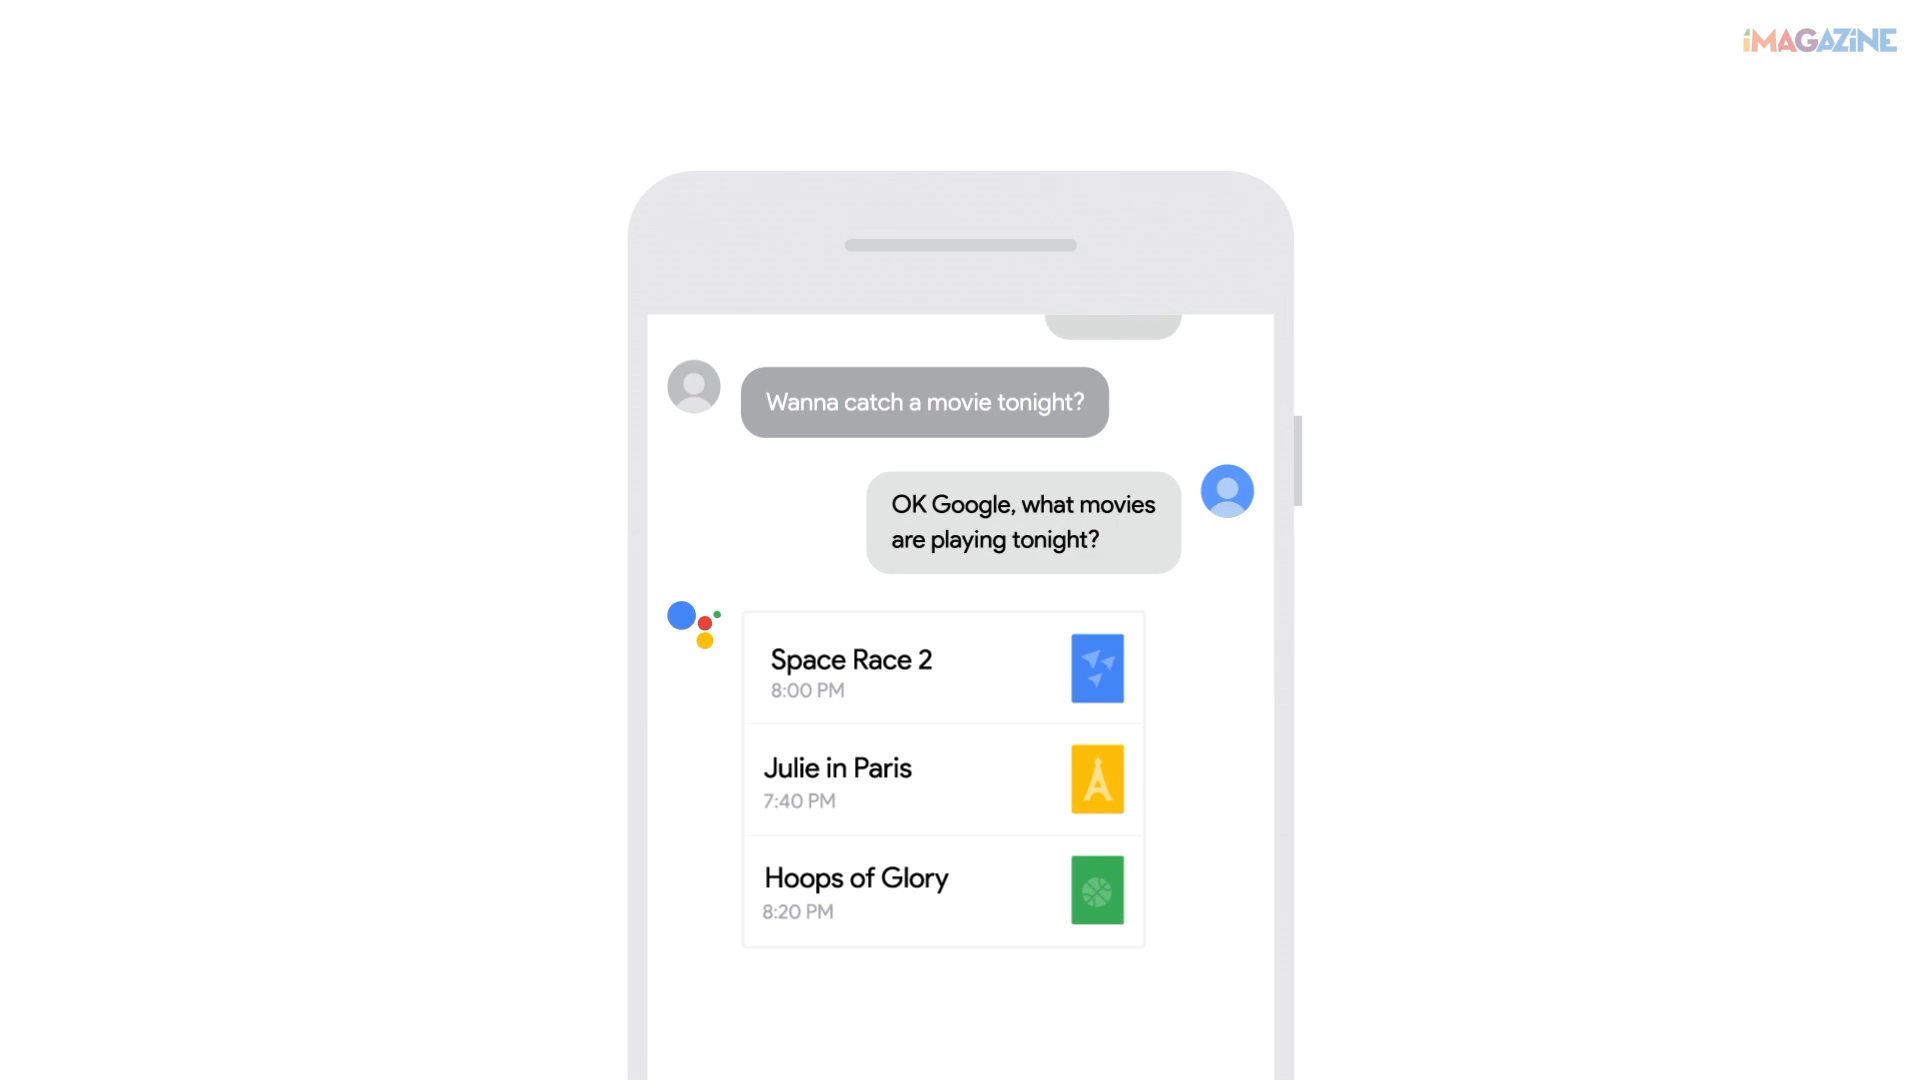 iMAGAZiNE
Wanna catch a movie tonight?
OK Google, what movies
are playing tonight?
Space Race 2
8:00 PM
Julie in Paris
7:40 PM
Hoops of Glory
8:20 PM